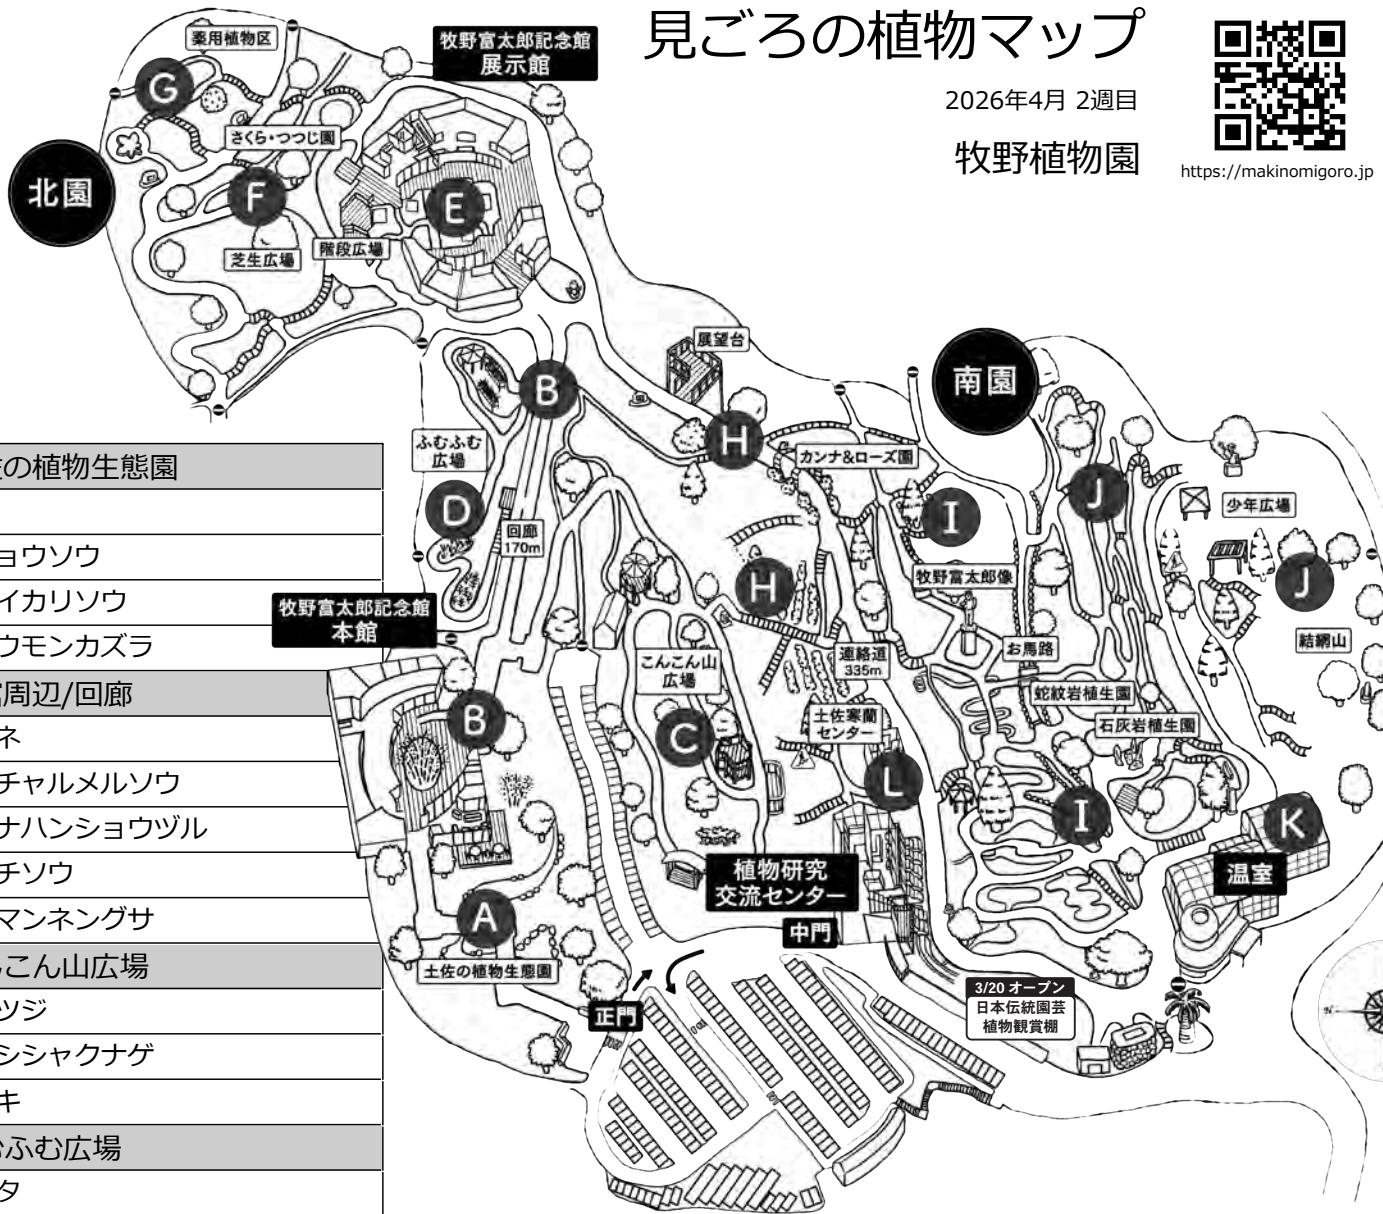 見ごろの植物マップ
2026年4月 2週目
牧野植物園
https://makinomigoro.jp
薬用植物区
牧野富太郎記念館
展示館
G
さくら・つつじ園
北園
F
E
芝生広場
階段広場
展望台
南園
B
H
ふむふむ
広場
カンナ&ローズ園
D
回廊
170m
I
J
少年広場
H
牧野富太郎像
J
牧野富太郎記念館
本館
こんこん山
広場
連絡道
335m
お馬路
結網山
蛇紋岩植生園
B
C
土佐寒蘭
センター
石灰岩植生園
L
I
K
植物研究
交流センター
温室
A
中門
土佐の植物生態園
正門
3/20 オープン
日本伝統園芸
植物観賞棚
N
の植物生態園
ョウソウ
イカリソウ
ウモンカズラ
周辺/回廊
ネ
チャルメルソウ
ナハンショウヅル
チソウ
マンネングサ
こん山広場
ツジ
シシャクナゲ
キ
ふむ広場
タ